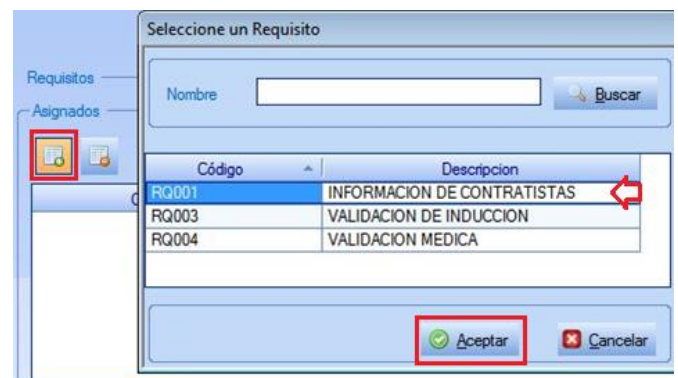 Seleccione un Requisito
Requisitos
Asignados
Nombre
Buscar
Código Descripcion
RQ001 INFORMACION DE CONTRATISTAS
RQ003 VALIDACION DE INDUCCION
RQ004 VALIDACION MEDICA
Aceptar Cancelar